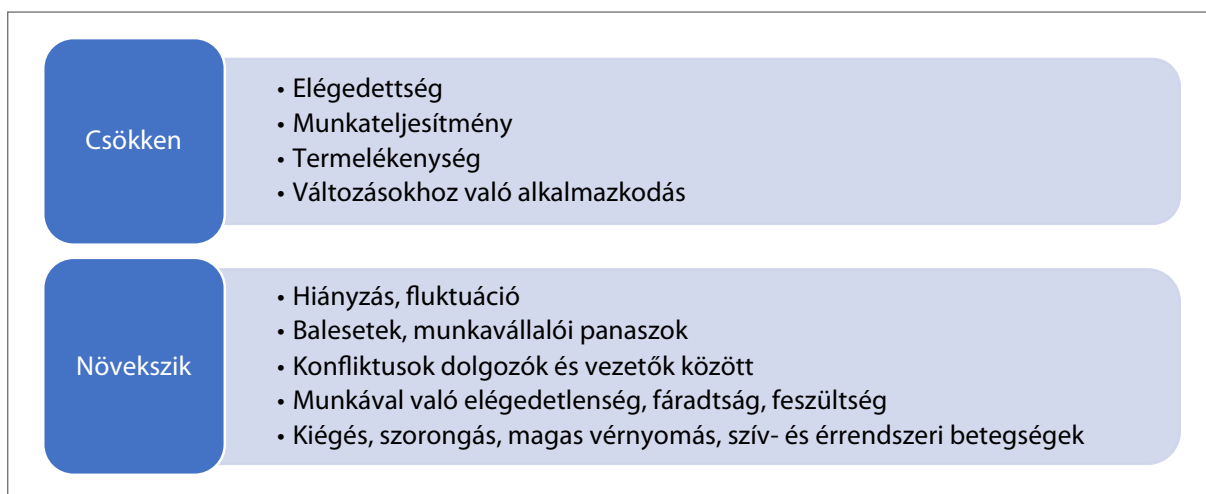 Csökken
• Elégedettség
• Munkateljesítmény
• Termelékenység
• Változásokhoz való alkalmazkodás
Növekszik
• Hiányzás, fluktuáció
• Balesetek, munkavállalói panaszok
• Konfliktusok dolgozók és vezetők között
• Munkával való elégedetlenség, fáradtság, feszültség
• Kiégés, szorongás, magas vérnyomás, szív- és érrendszeri betegségek